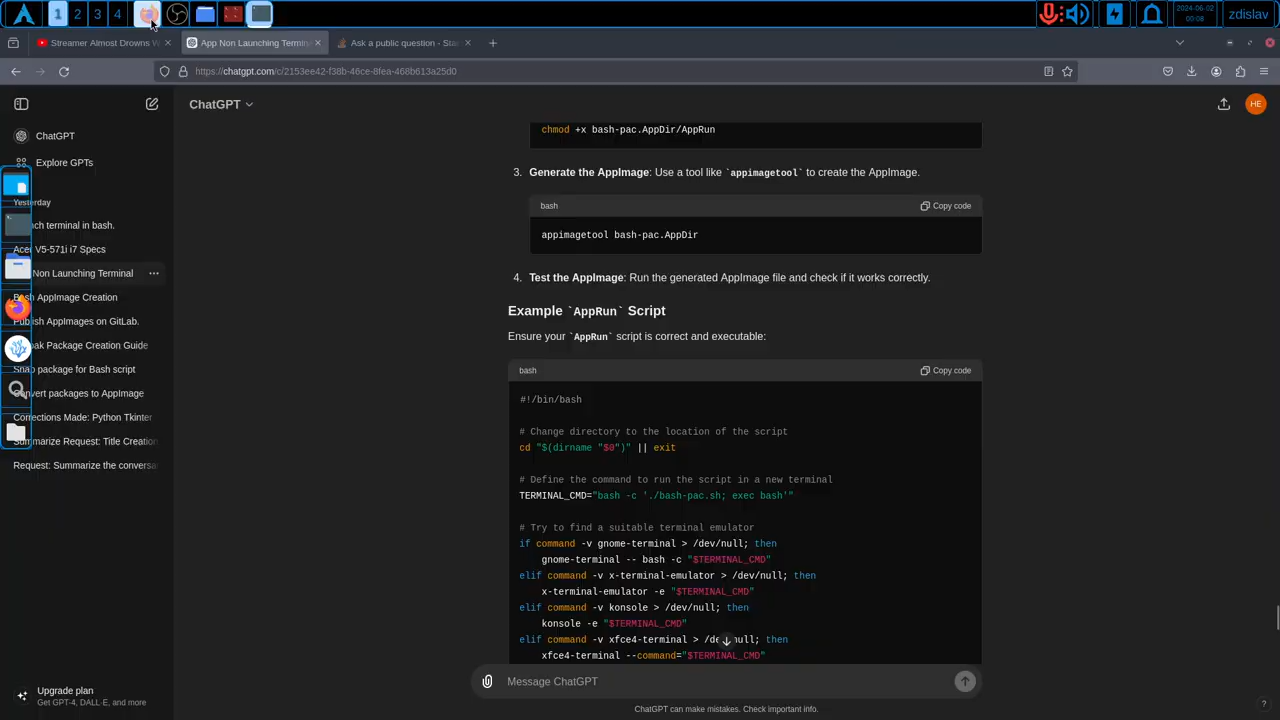 1 2 3 4
2024-06-02
00:08
zdislav
Streamer Almost Drowns W
App Non Launching Termin
Ask a public question - Sta
https://chatgpt.com/c/2153ee42-f38b-46ce-8fea-468b613a25d0
ChatGPT
HE
ChatGPT
Explore GPTs
Yesterday
nch terminal in bash.
Acer V5-571i i7 Specs
Non Launching Terminal
Bash AppImage Creation
Publish AppImages on GitLab.
ak Package Creation Guide
Snap package for Bash script
Convert packages to AppImage
Corrections Made: Python Tkinter
Summarize Request: Title Creation
Request: Summarize the conversa
Upgrade plan
Get GPT-4, DALL·E, and more
chmod +x bash-pac.AppDir/AppRun
3. Generate the AppImage: Use a tool like `appimagetool` to create the AppImage.
bash
Copy code
appimagetool bash-pac.AppDir
4. Test the AppImage: Run the generated AppImage file and check if it works correctly.
Example `AppRun` Script
Ensure your `AppRun` script is correct and executable:
bash
Copy code
#!/bin/bash
# Change directory to the location of the script
cd "$(dirname "$0")" || exit
# Define the command to run the script in a new terminal
TERMINAL_CMD="bash -c './bash-pac.sh; exec bash'"
# Try to find a suitable terminal emulator
if command -v gnome-terminal > /dev/null; then
gnome-terminal -- bash -c "$TERMINAL_CMD"
elif command -v x-terminal-emulator > /dev/null; then
x-terminal-emulator -e "$TERMINAL_CMD"
elif command -v konsole > /dev/null; then
konsole -e "$TERMINAL_CMD"
elif command -v xfce4-terminal > /dev/null; then
xfce4-terminal --command="$TERMINAL_CMD"
Message ChatGPT
ChatGPT can make mistakes. Check important info.
?